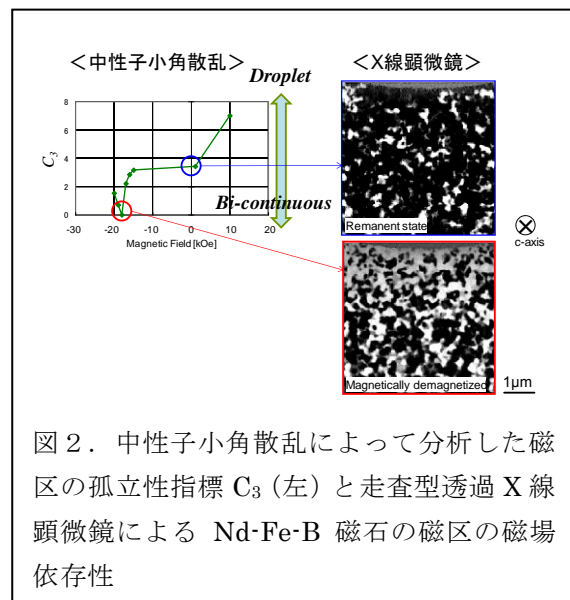 ＜中性子小角散乱＞
＜X線顕微鏡＞
Droplet
8
6
4
2
0
C3
Bi-continuous
-30 -20 -10 0 10 20
Magnetic Field [kOe]
Remanent state
c-axis
Magnetically demagnetized
1μm
図２．中性子小角散乱によって分析した磁
区の孤立性指標 C3（左）と走査型透過 X 線
顕微鏡による Nd-Fe-B 磁石の磁区の磁場
依存性